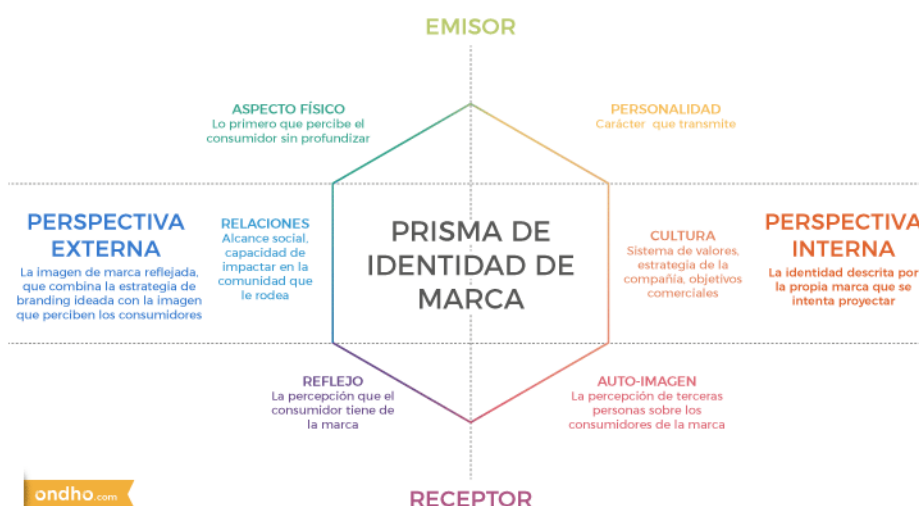 EMISOR
ASPECTO FÍSICO
Lo primero que percibe el
consumidor sin profundizar
PERSONALIDAD
Carácter que transmite
PERSPECTIVA
EXTERNA
La imagen de marca reflejada,
que combina la estrategia de
branding ideada con la imagen
que perciben los consumidores
RELACIONES
Alcance social,
capacidad de
impactar en la
comunidad que
le rodea
PRISMA DE
IDENTIDAD DE
MARCA
CULTURA
Sistema de valores,
estrategia de la
compañía, objetivos
comerciales
PERSPECTIVA
INTERNA
La identidad descrita por
la propia marca que se
intenta proyectar
REFLEJO
La percepción que el
consumidor tiene de
la marca
AUTO-IMAGEN
La percepción de terceras
personas sobre los
consumidores de la marca
ondho.com
RECEPTOR